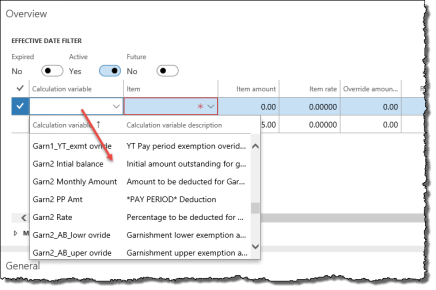 Overview
EFFECTIVE DATE FILTER
Expired Active Future
No Yes No
Calculation variable Item Item amount Item rate Override amoun...
* 0.00 0.00000 0.00
Calculation variable ↑ Calculation variable description 5.00 0.00000 0.00
Garn1_YT_exmt ovride YT Pay period exemption overid...
Garn2 Intial balance Initial amount outstanding for g...
Garn2 Monthly Amount Amount to be deducted for Gar...
Garn2 PP Amt *PAY PERIOD* Deduction
Garn2 Rate Percentage to be deducted for ...
Garn2_AB_lowr ovride Garnishment lower exemption a...
Garn2_AB_uper ovride Garnishment upper exemption a...
M
General